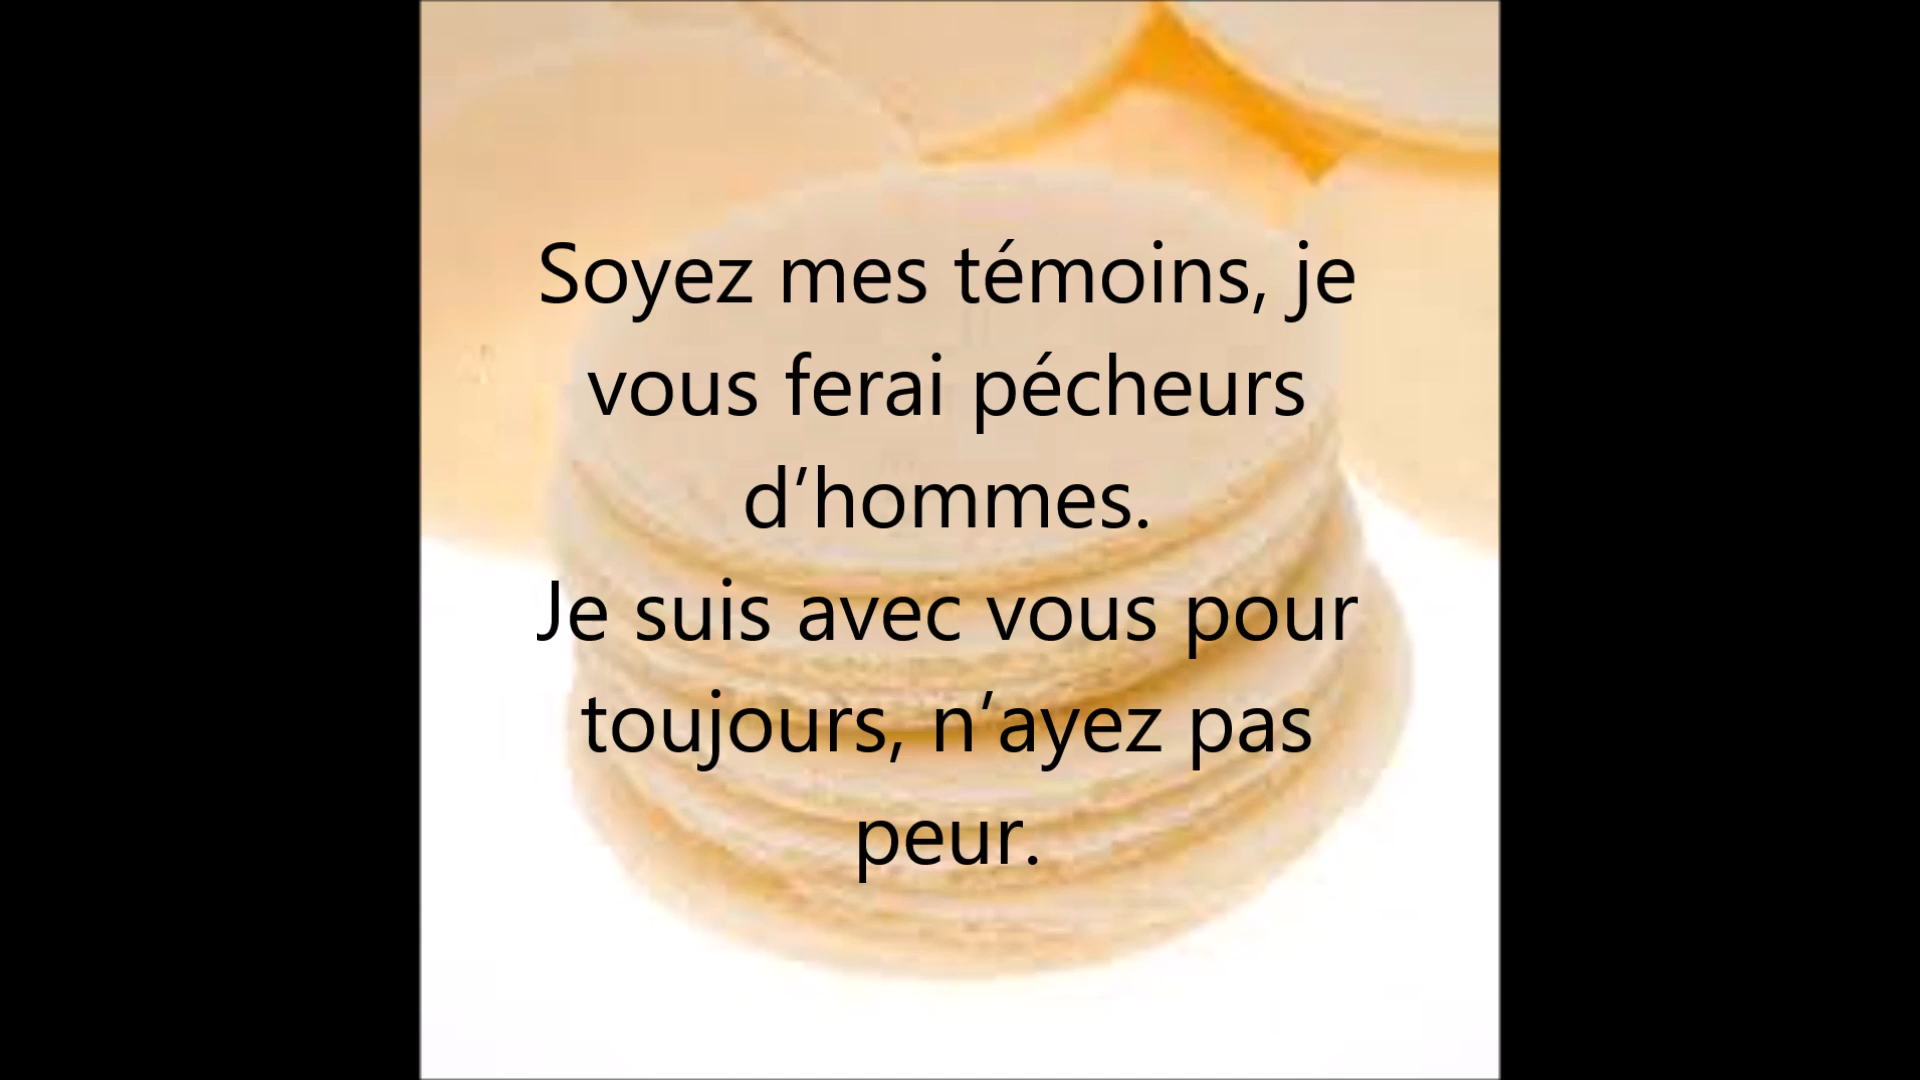 Soyez mes témoins, je
vous ferai pécheurs
d’hommes.
Je suis avec vous pour
toujours, n’ayez pas
peur.